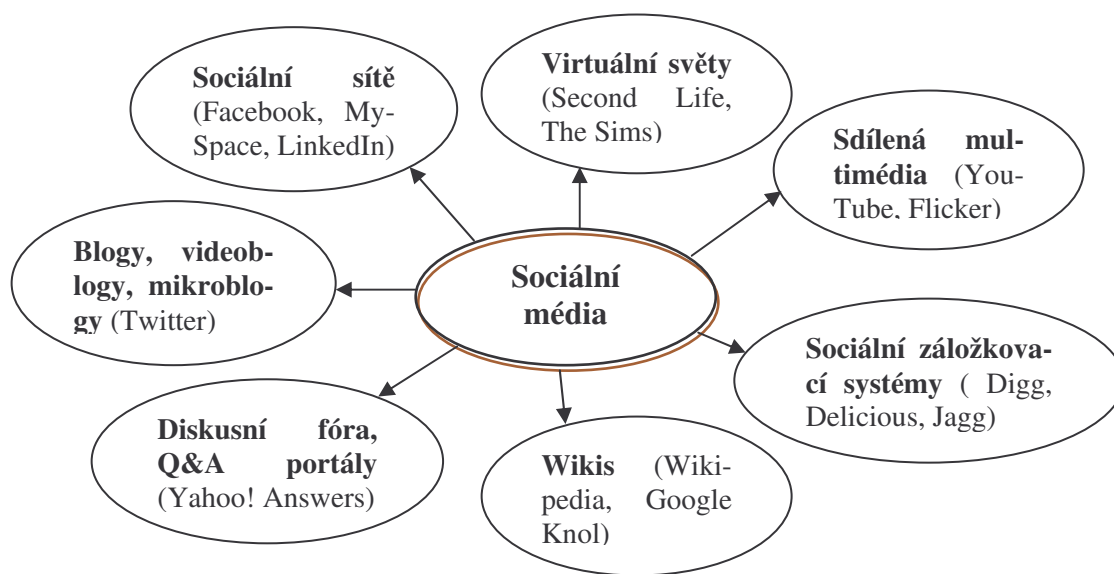 Sociální sítě
(Facebook, My-
Space, LinkedIn)
Virtuální světy
(Second Life,
The Sims)
Sdílená mul-
timédia (You-
Tube, Flicker)
Blogy, videob-
logy, mikroblo-
gy (Twitter)
Sociální
média
Sociální záložkova-
cí systémy ( Digg,
Delicious, Jagg)
Diskusní fóra,
Q&A portály
(Yahoo! Answers)
Wikis (Wiki-
pedia, Google
Knol)